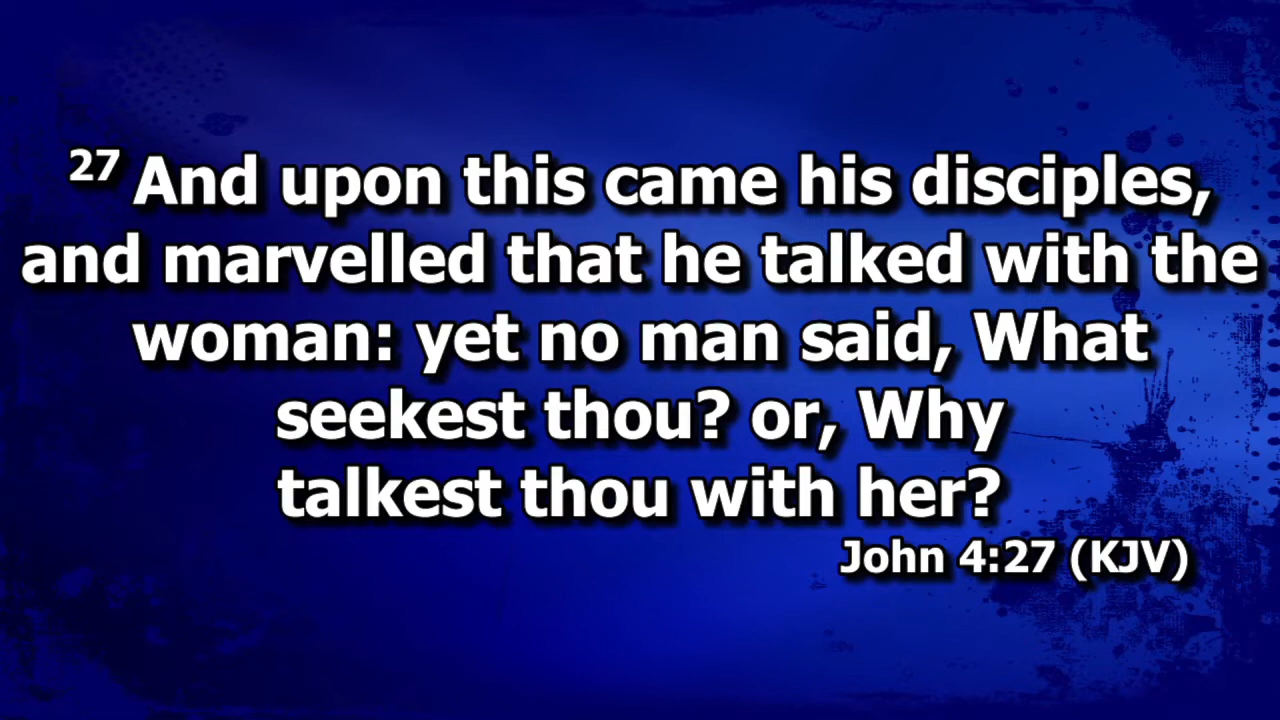 27 And upon this came his disciples,
and marvelled that he talked with the
woman: yet no man said, What
seekest thou? or, Why
talkest thou with her?
John 4:27 (KJV)